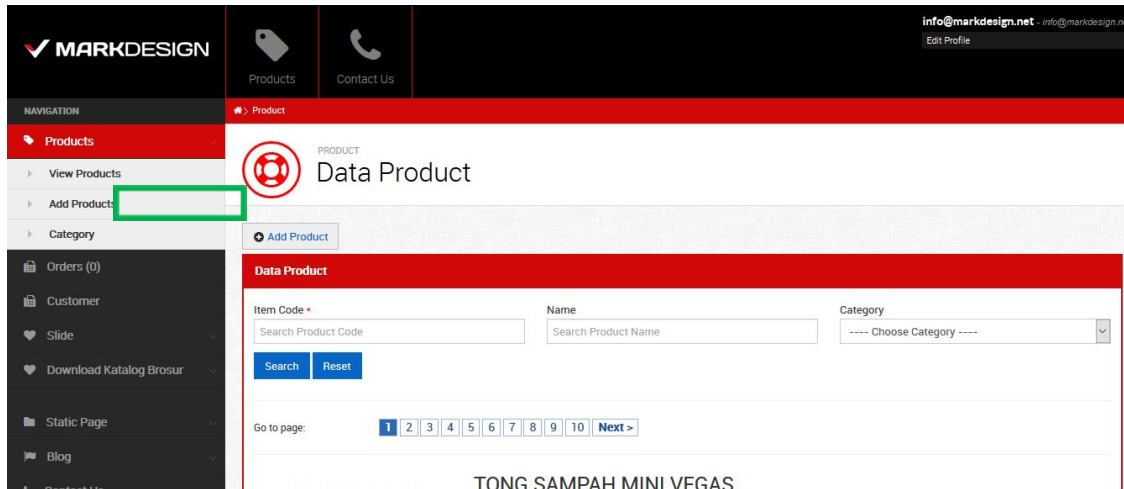 MARKDESIGN
Products
Contact Us
info@markdesign.net - info@markdesign.n
Edit Profile
NAVIGATION
> Product
Products
View Products
Add Products
Category
Orders (0)
Customer
Slide
Download Katalog Brosur
Static Page
Blog
Contact Us
PRODUCT
Data Product
Add Product
Data Product
Item Code *
Name
Category
Search Product Code
Search Product Name
---- Choose Category ----
Search
Reset
Go to page:
1 2 3 4 5 6 7 8 9 10 Next >
TONG SAMPAH MINI VEGAS